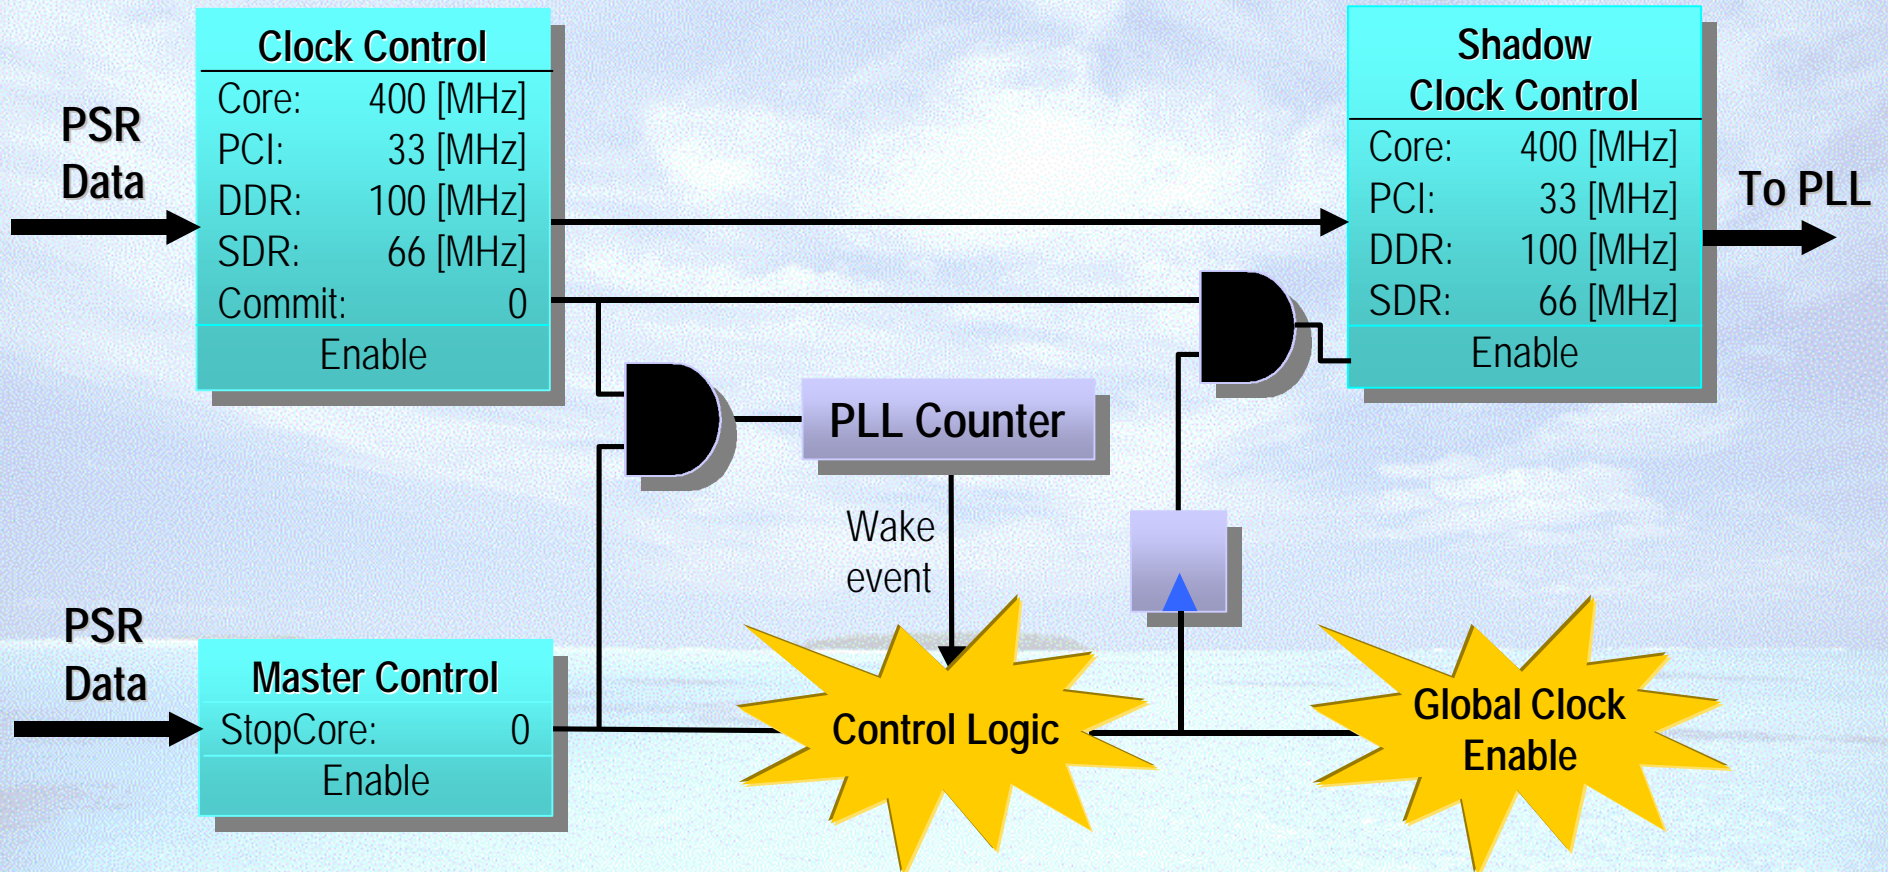 Clock Control
Core: 400 [MHz]
PCI: 33 [MHz]
DDR: 100 [MHz]
SDR: 66 [MHz]
Commit: 0
Enable
PSR
Data
Shadow
Clock Control
Core: 400 [MHz]
PCI: 33 [MHz]
DDR: 100 [MHz]
SDR: 66 [MHz]
Enable
To PLL
PLL Counter
Wake
event
PSR
Data
Master Control
StopCore: 0
Enable
Control Logic
Global Clock
Enable